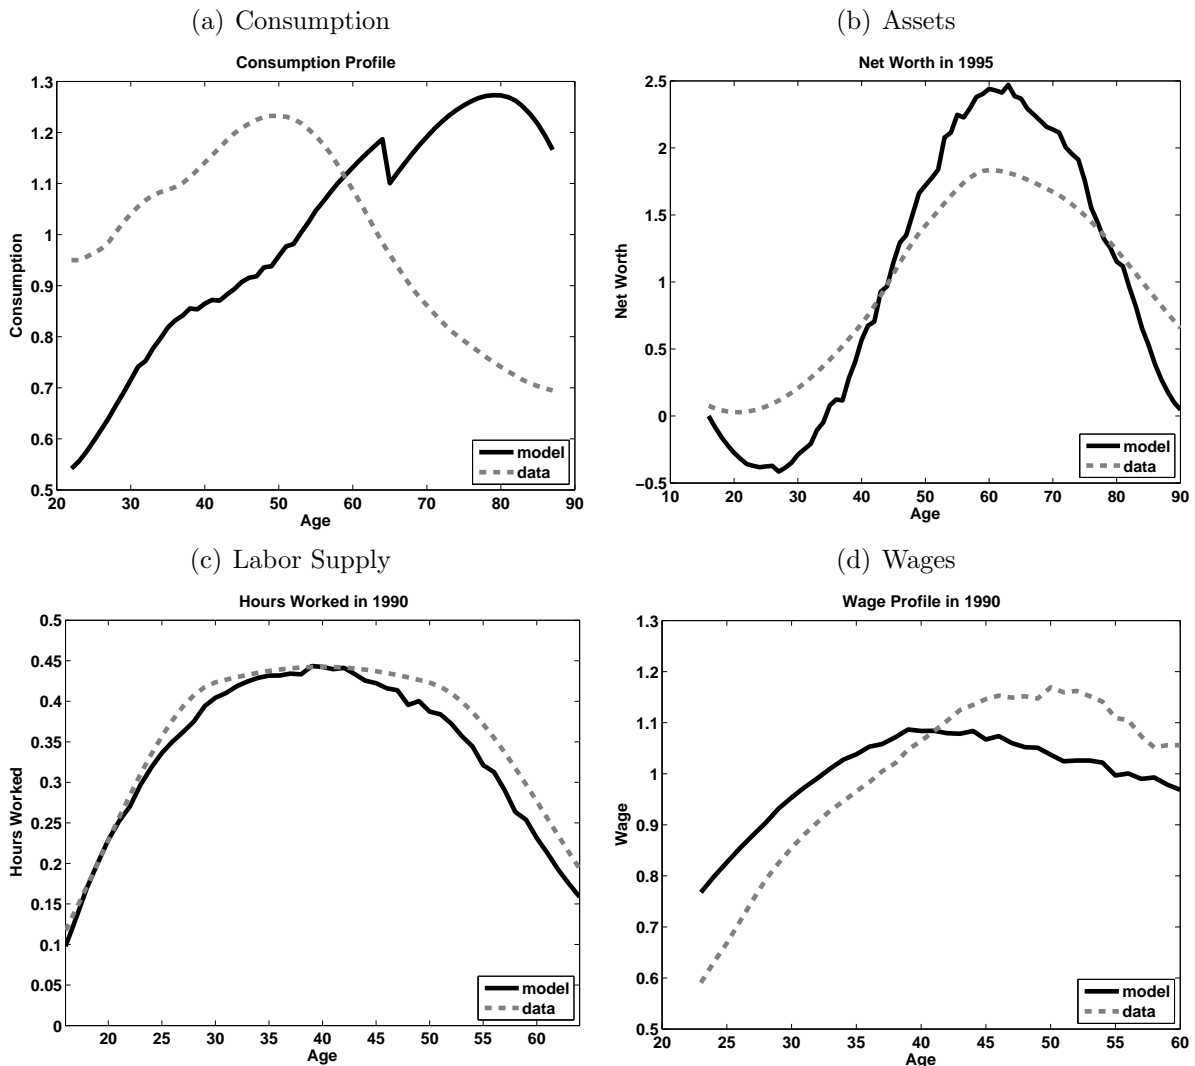 (a) Consumption
Consumption Profile
1.3
1.2
1.1
1
0.9
0.8
0.7
0.6
0.5
Consumption
20 30 40 50 60 70 80 90
Age
model
data
(b) Assets
Net Worth in 1995
2.5
2
1.5
1
0.5
0
−0.5
Net Worth
10 20 30 40 50 60 70 80 90
Age
model
data
(c) Labor Supply
Hours Worked in 1990
0.5
0.45
0.4
0.35
0.3
0.25
0.2
0.15
0.1
0.05
0
Hours Worked
20 25 30 35 40 45 50 55 60
Age
model
data
(d) Wages
Wage Profile in 1990
1.3
1.2
1.1
1
0.9
0.8
0.7
0.6
0.5
Wage
20 25 30 35 40 45 50 55 60
Age
model
data